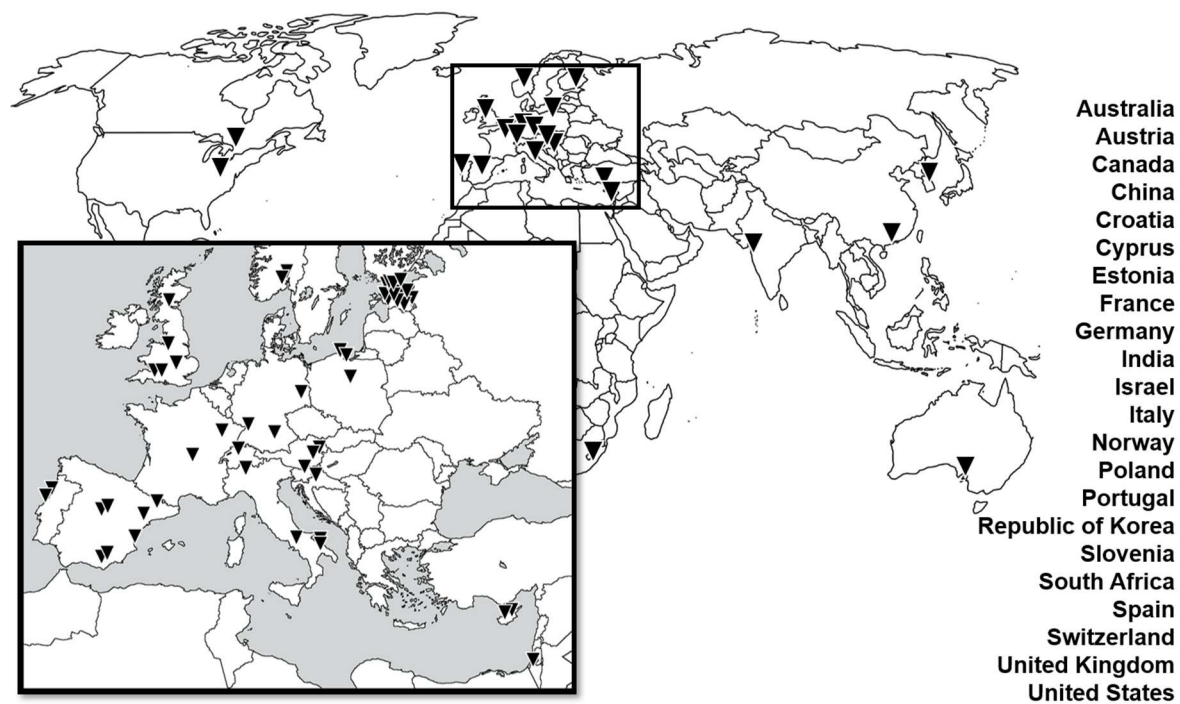 Australia
Austria
Canada
China
Croatia
Cyprus
Estonia
France
Germany
India
Israel
Italy
Norway
Poland
Portugal
Republic of Korea
Slovenia
South Africa
Spain
Switzerland
United Kingdom
United States